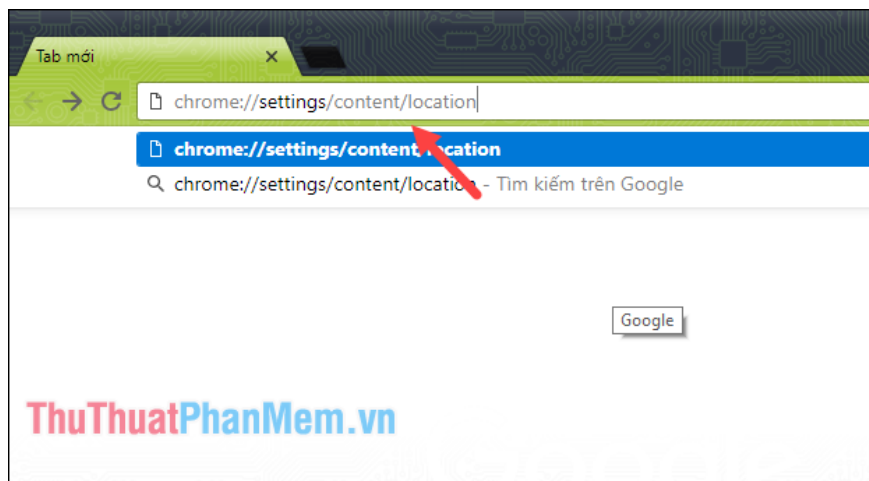 Tab mới
chrome://settings/content/location
chrome://settings/content/location
chrome://settings/content/location - Tìm kiếm trên Google
Google
ThuThuatPhanMem.vn